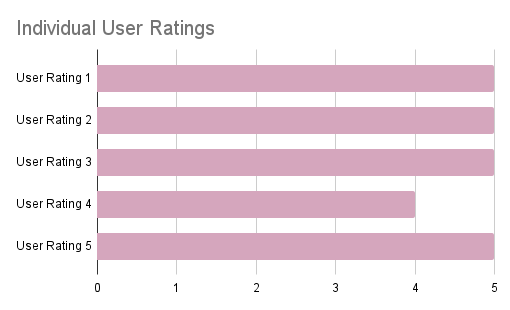 Individual User Ratings
User Rating 1
User Rating 2
User Rating 3
User Rating 4
User Rating 5
0 1 2 3 4 5